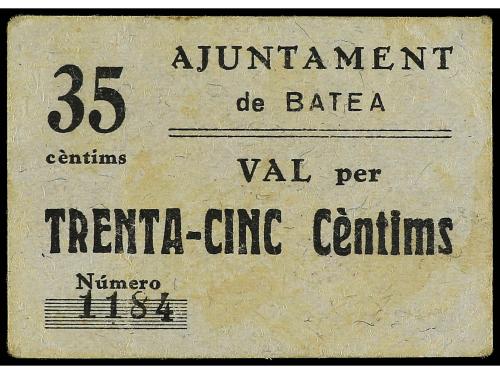 35
cèntims
AJUNTAMENT
de BATEA
VAL per
TRENTA-CINC Cèntims
Número
1184